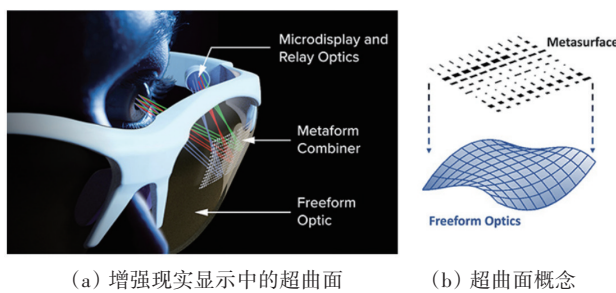 Microdisplay and
Relay Optics
Metaform
Combiner
Freeform
Optic
Metasurface
Freeform Optics
(a) 增强现实显示中的超曲面
(b) 超曲面概念